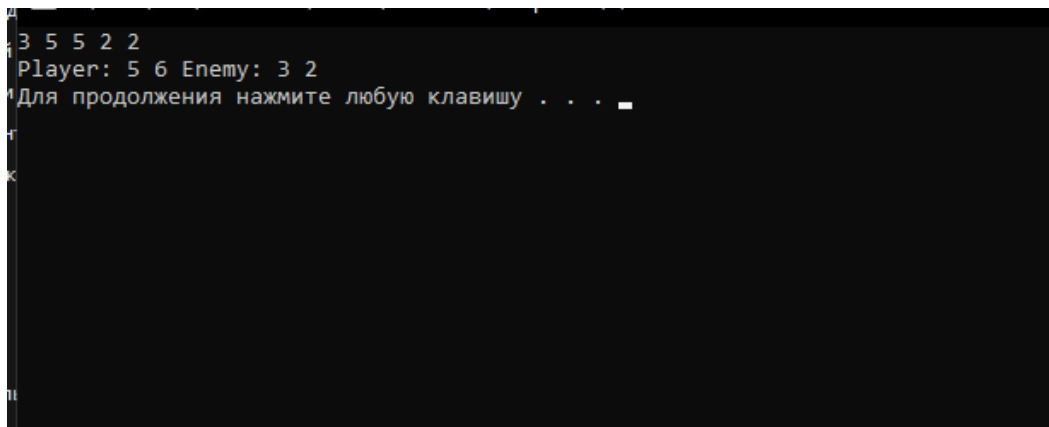 3 5 5 2 2
Player: 5 6 Enemy: 3 2
Для продолжения нажмите любую клавишу . . .